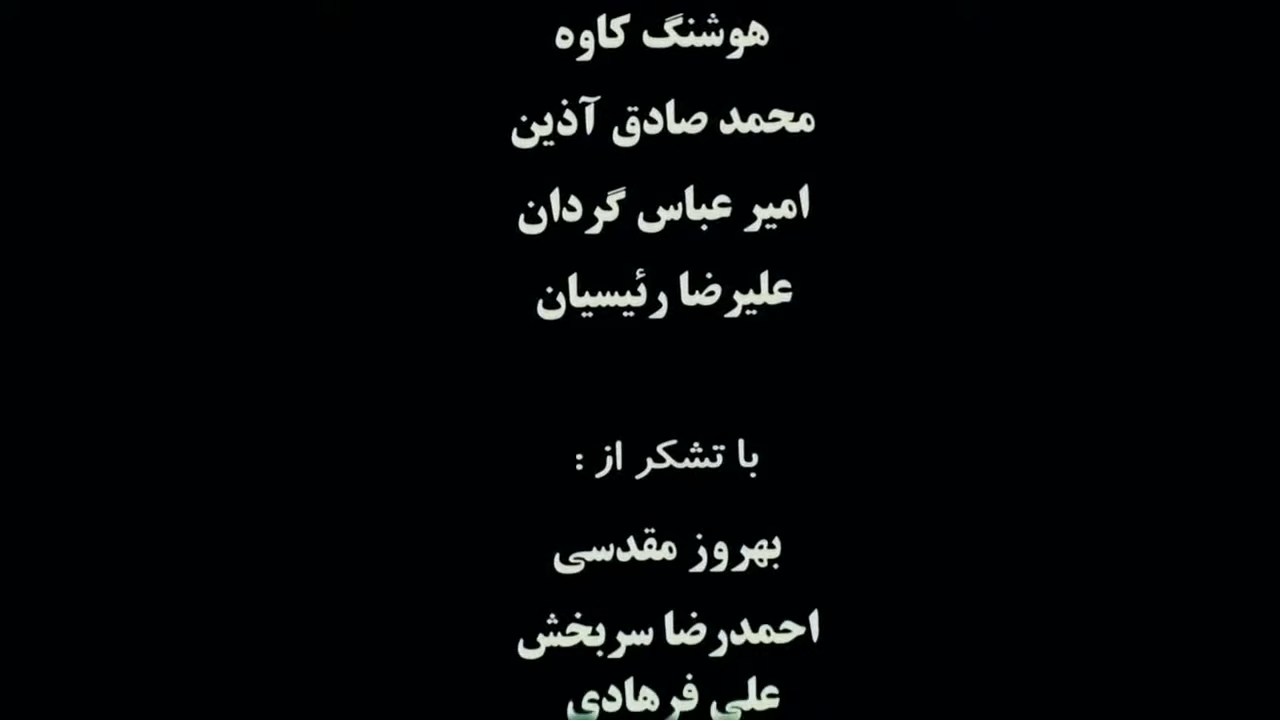 هوشنگ کاوه
محمد صادق آذین
امیر عباس گردان
علیرضا رئیسیان
با تشکر از :
بهروز مقدسی
احمدرضا سربخش
علی فرهادی